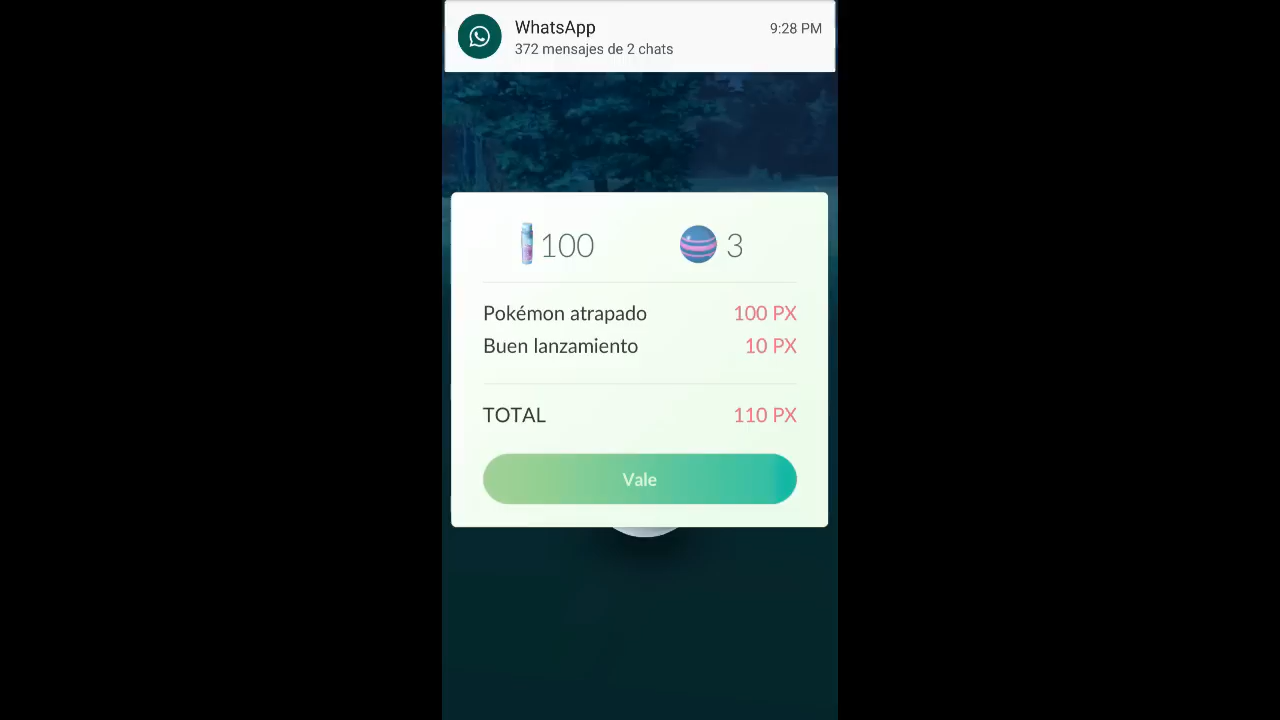 WhatsApp 9:28 PM
372 mensajes de 2 chats
100 3
Pokémon atrapado 100 PX
Buen lanzamiento 10 PX
TOTAL 110 PX
Vale